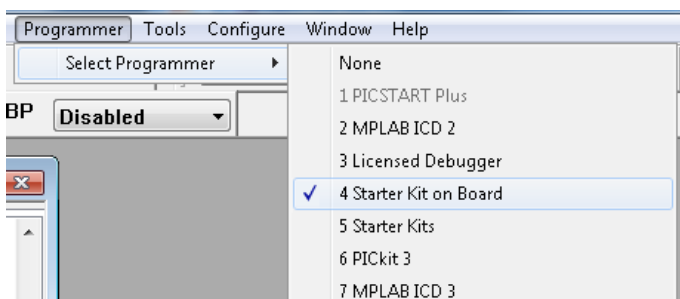 Programmer Tools Configure Window Help
Select Programmer
None
1 PICSTART Plus
BP Disabled
2 MPLAB ICD 2
3 Licensed Debugger
4 Starter Kit on Board
5 Starter Kits
6 PICkit 3
7 MPLAB ICD 3